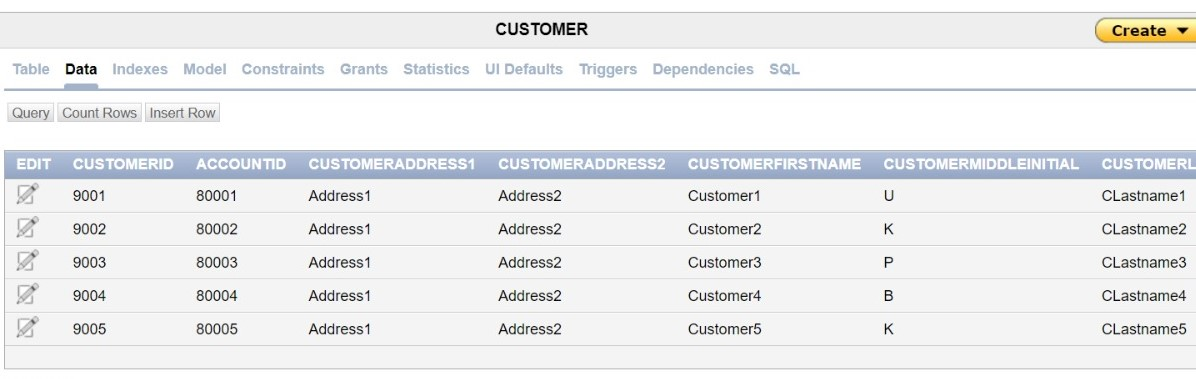 CUSTOMER Create
Table Data Indexes Model Constraints Grants Statistics UI Defaults Triggers Dependencies SQL
Query Count Rows Insert Row
EDIT CUSTOMERID ACCOUNTID CUSTOMERADDRESS1 CUSTOMERADDRESS2 CUSTOMERFIRSTNAME CUSTOMERMIDDLEINITIAL CUSTOMERL
9001 80001 Address1 Address2 Customer1 U CLastname1
9002 80002 Address1 Address2 Customer2 K CLastname2
9003 80003 Address1 Address2 Customer3 P CLastname3
9004 80004 Address1 Address2 Customer4 B CLastname4
9005 80005 Address1 Address2 Customer5 K CLastname5